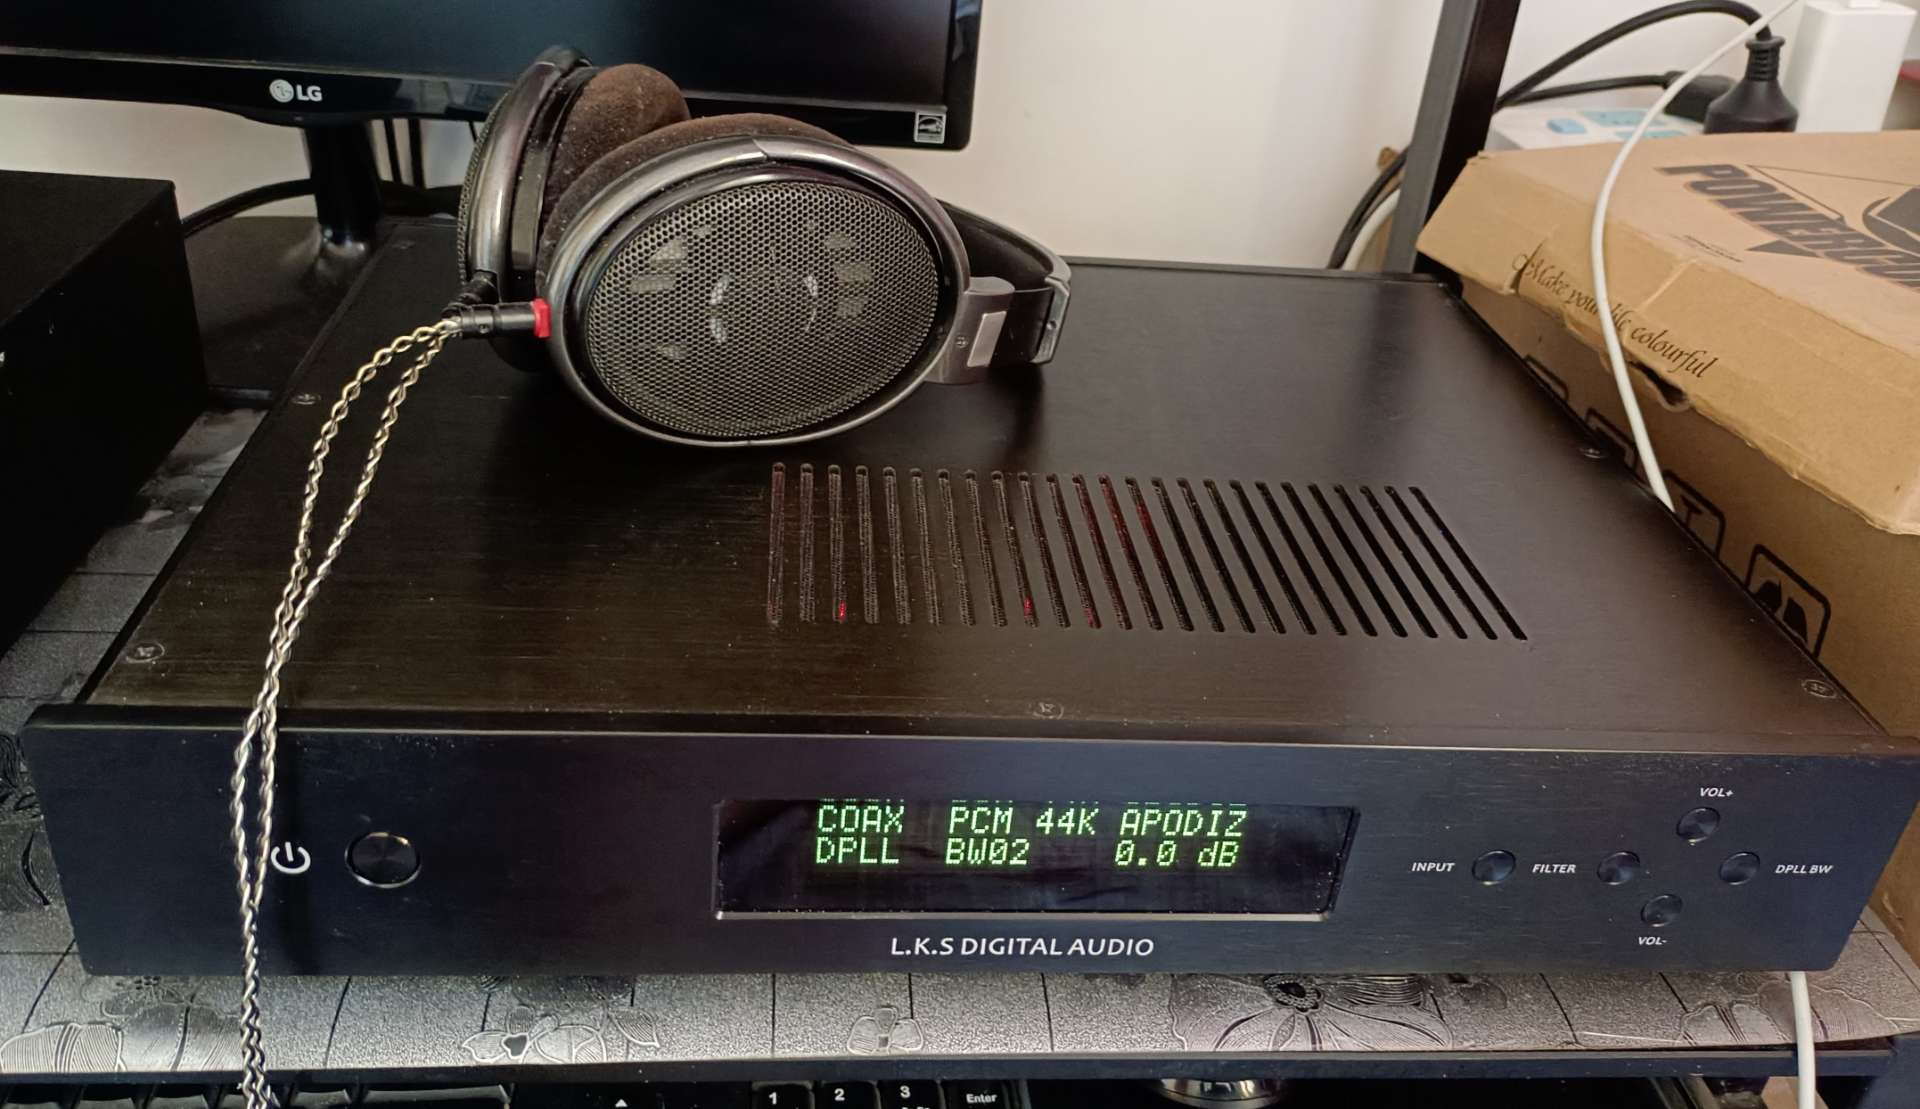 LG
POWERCO
Make your life colourful
COAX PCM 44K APODIZ
DPLL BW02 0.0 dB
VOL+
INPUT
FILTER
DPLL BW
VOL-
L.K.S DIGITAL AUDIO
1
2
3
Enter